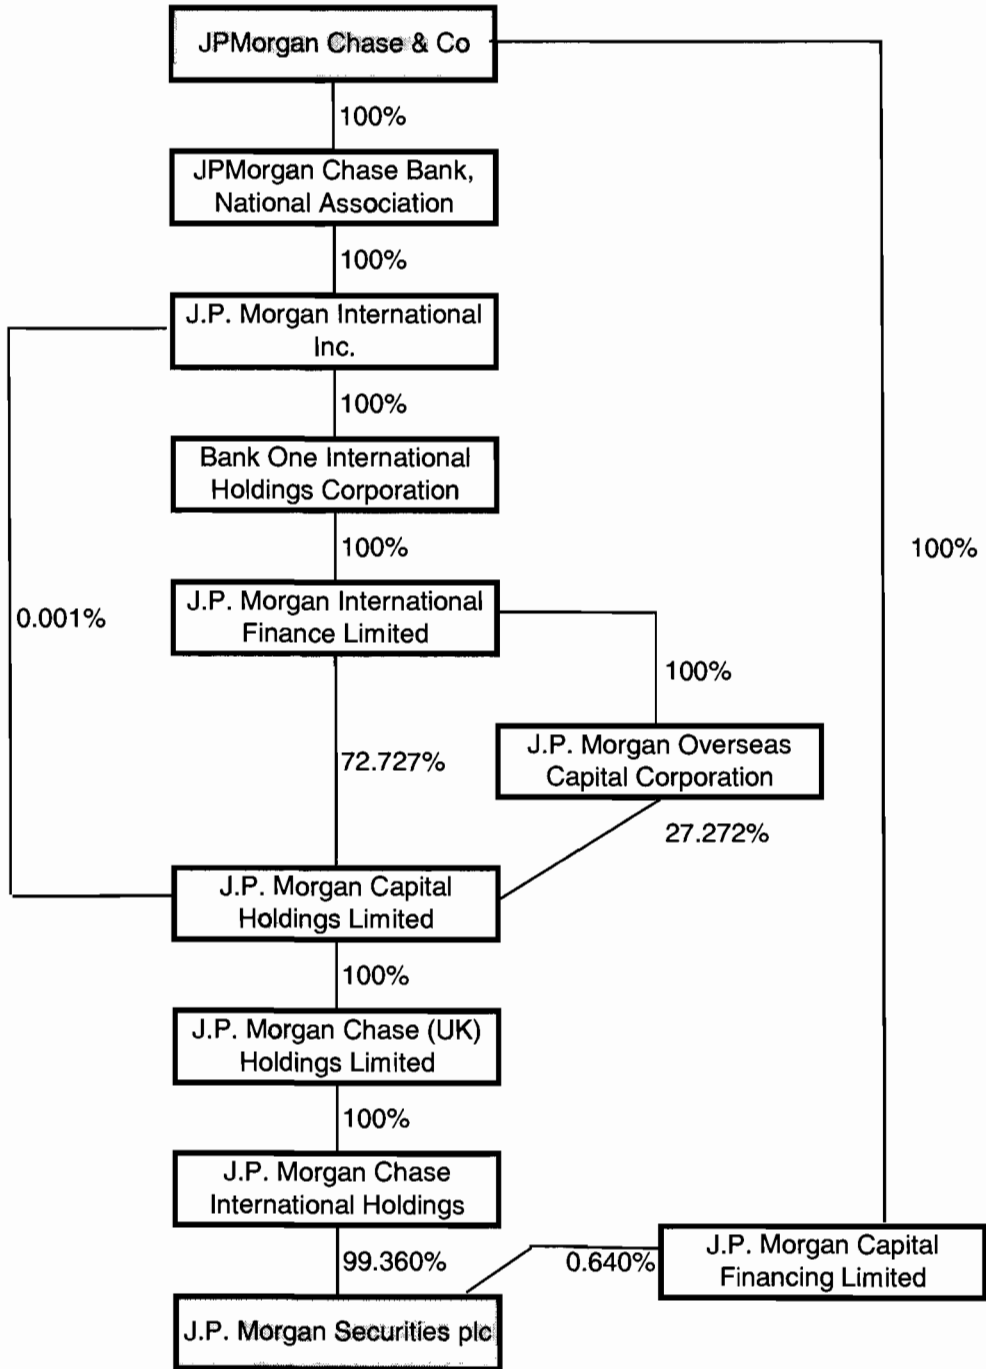 JPMorgan Chase & Co
100%
JPMorgan Chase Bank,
National Association
100%
J.P. Morgan International
Inc.
100%
Bank One International
Holdings Corporation
100%
100%
0.001%
J.P. Morgan International
Finance Limited
100%
72.727%
J.P. Morgan Overseas
Capital Corporation
27.272%
J.P. Morgan Capital
Holdings Limited
100%
J.P. Morgan Chase (UK)
Holdings Limited
100%
J.P. Morgan Chase
International Holdings
99.360%
0.640%
J.P. Morgan Capital
Financing Limited
J.P. Morgan Securities plc